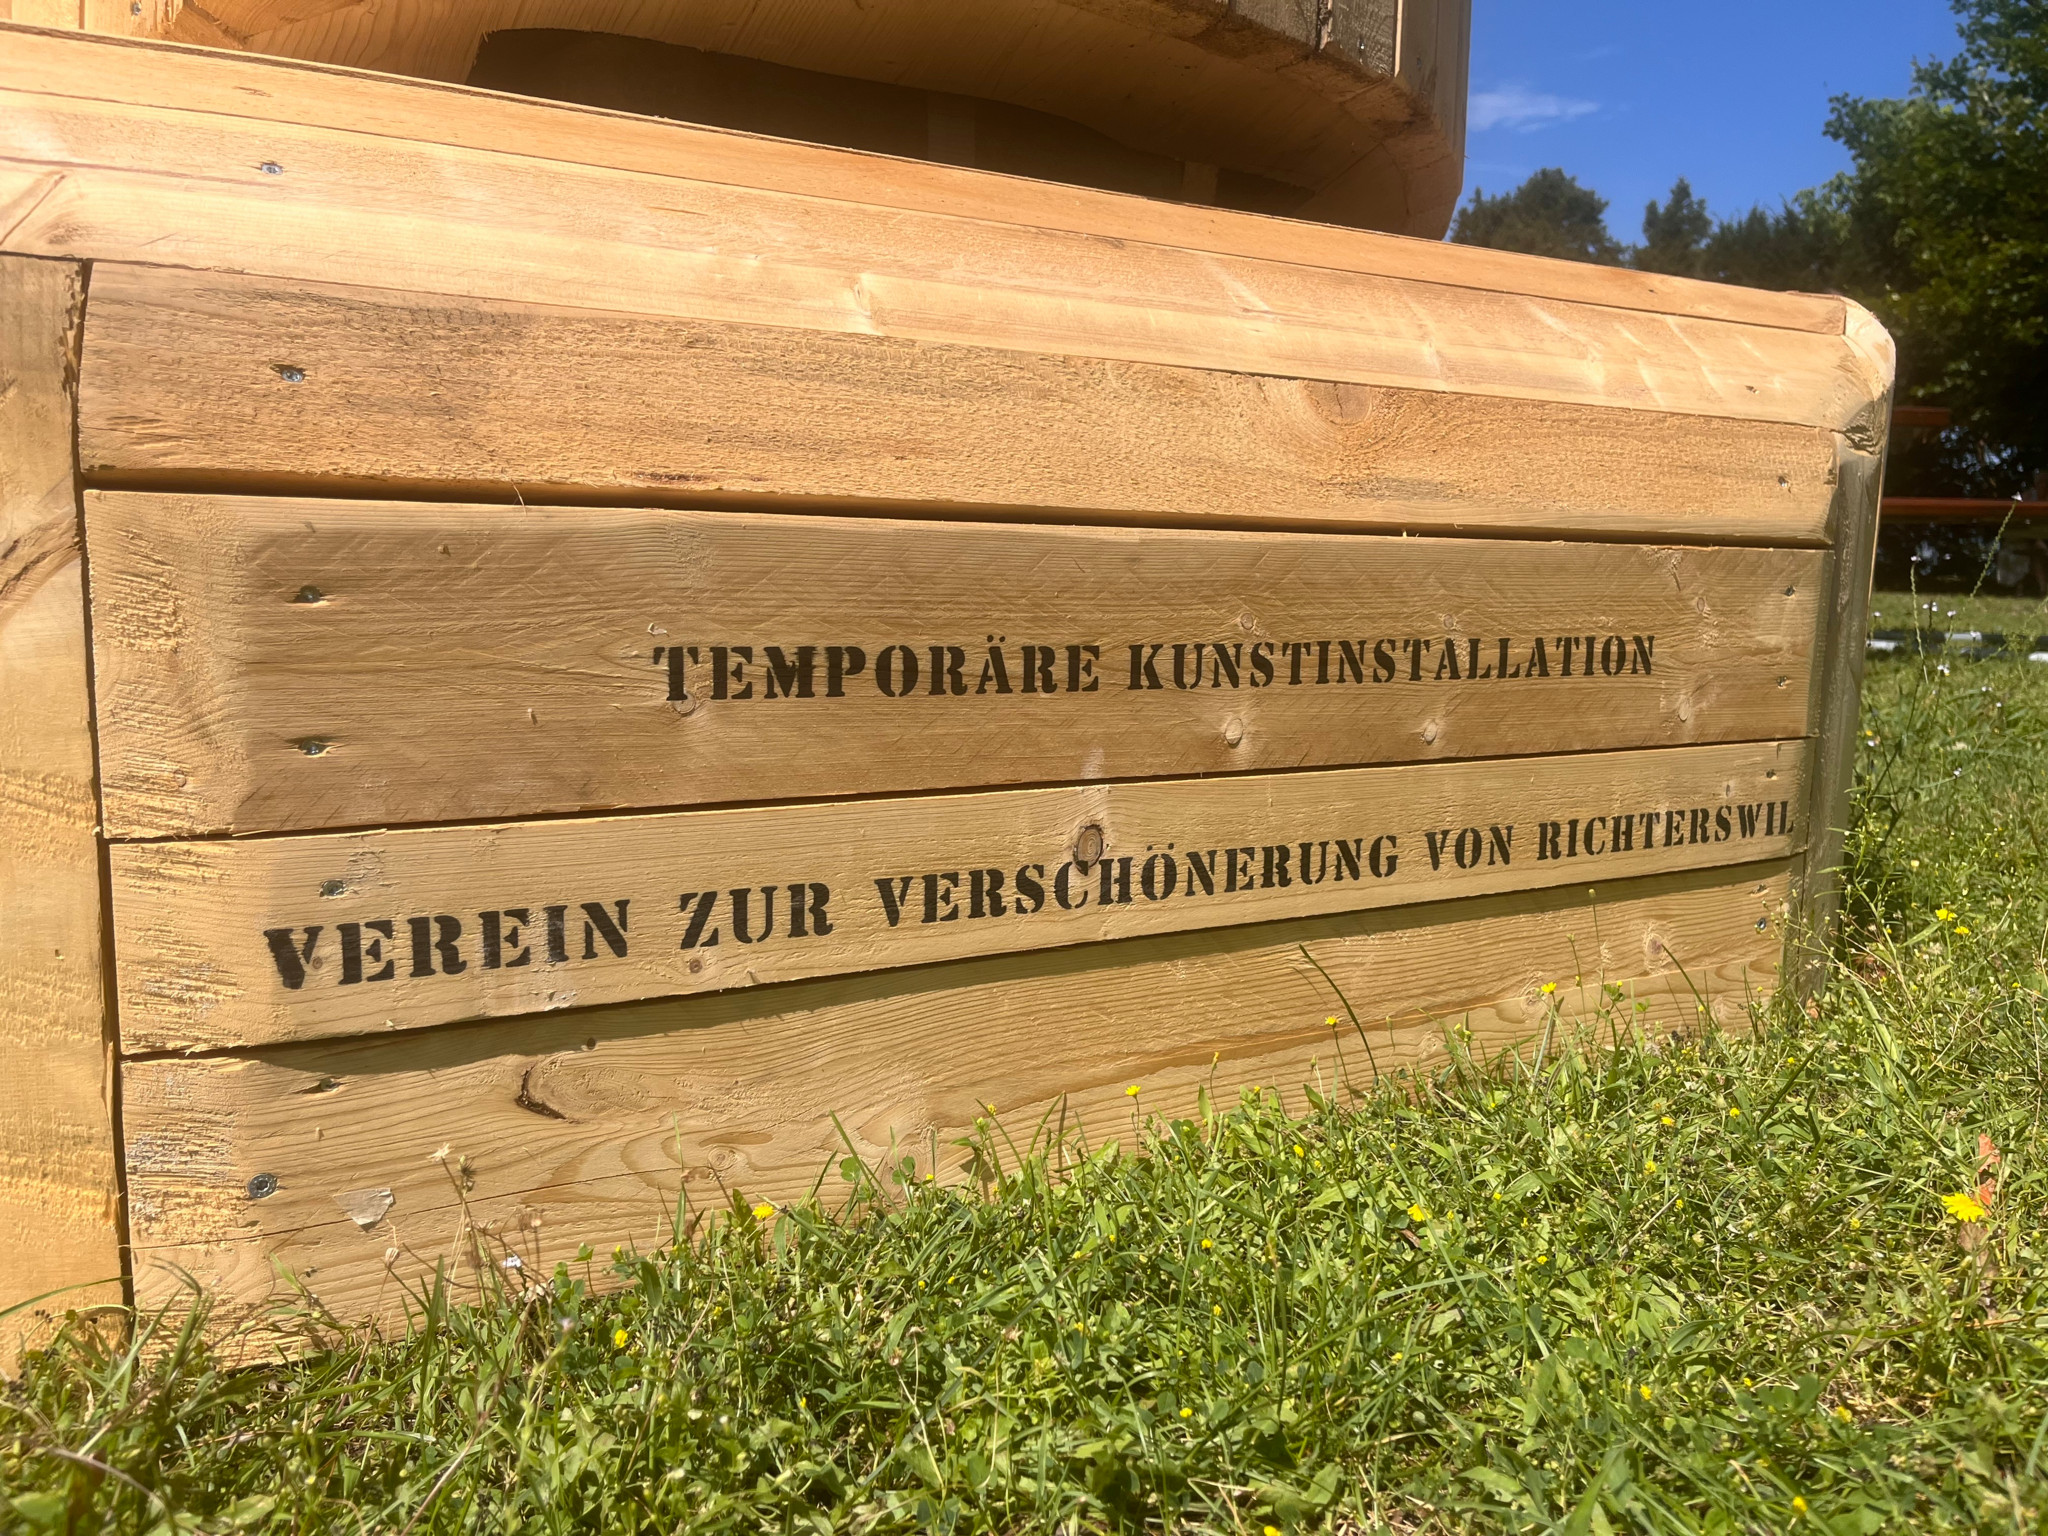 TEMPORÄRE KUNSTINSTALLATION
VEREIN ZUR VERSCHÖNERUNG VON RICHTERSWIL